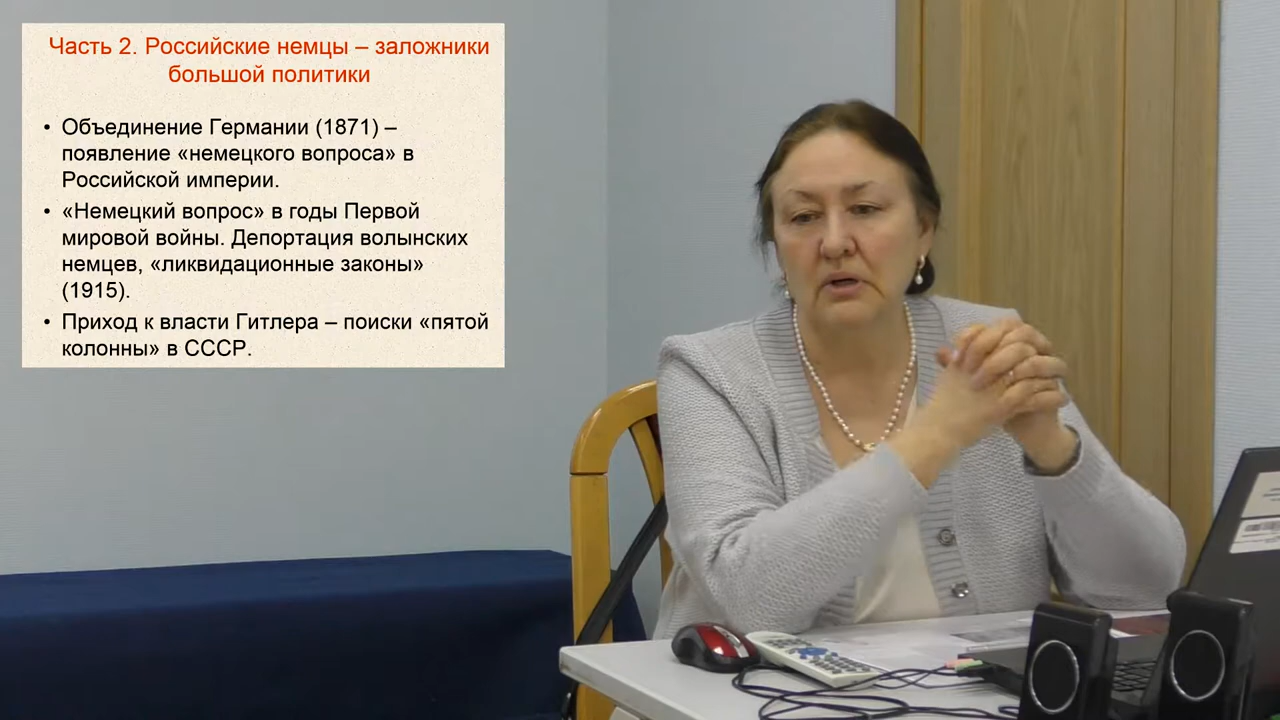 Часть 2. Российские немцы – заложники
большой политики
• Объединение Германии (1871) –
появление «немецкого вопроса» в
Российской империи.
• «Немецкий вопрос» в годы Первой
мировой войны. Депортация волынских
немцев, «ликвидационные законы»
(1915).
• Приход к власти Гитлера – поиски «пятой
колонны» в СССР.